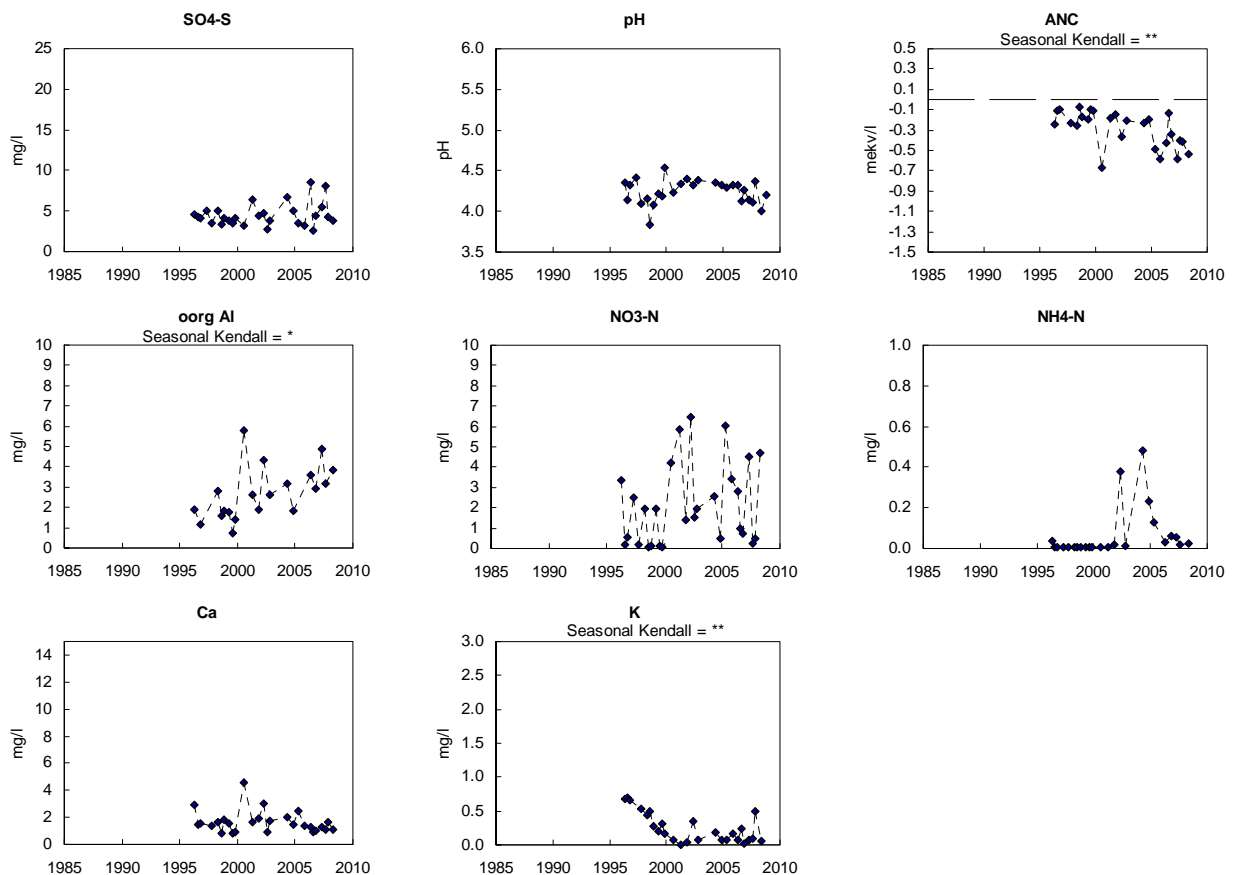 SO4-S
25
20
15
10
5
0
mg/l
1985 1990 1995 2000 2005 2010
pH
6.0
5.5
5.0
4.5
4.0
3.5
pH
1985 1990 1995 2000 2005 2010
ANC
Seasonal Kendall = **
0.5
0.3
0.1
-0.1
-0.3
-0.5
-0.7
-0.9
-1.1
-1.3
-1.5
mekv/l
1985 1990 1995 2000 2005 2010
oorg Al
Seasonal Kendall = *
10
9
8
7
6
5
4
3
2
1
0
mg/l
1985 1990 1995 2000 2005 2010
NO3-N
10
9
8
7
6
5
4
3
2
1
0
mg/l
1985 1990 1995 2000 2005 2010
NH4-N
1.0
0.8
0.6
0.4
0.2
0.0
mg/l
1985 1990 1995 2000 2005 2010
Ca
14
12
10
8
6
4
2
0
mg/l
1985 1990 1995 2000 2005 2010
K
Seasonal Kendall = **
3.0
2.5
2.0
1.5
1.0
0.5
0.0
mg/l
1985 1990 1995 2000 2005 2010